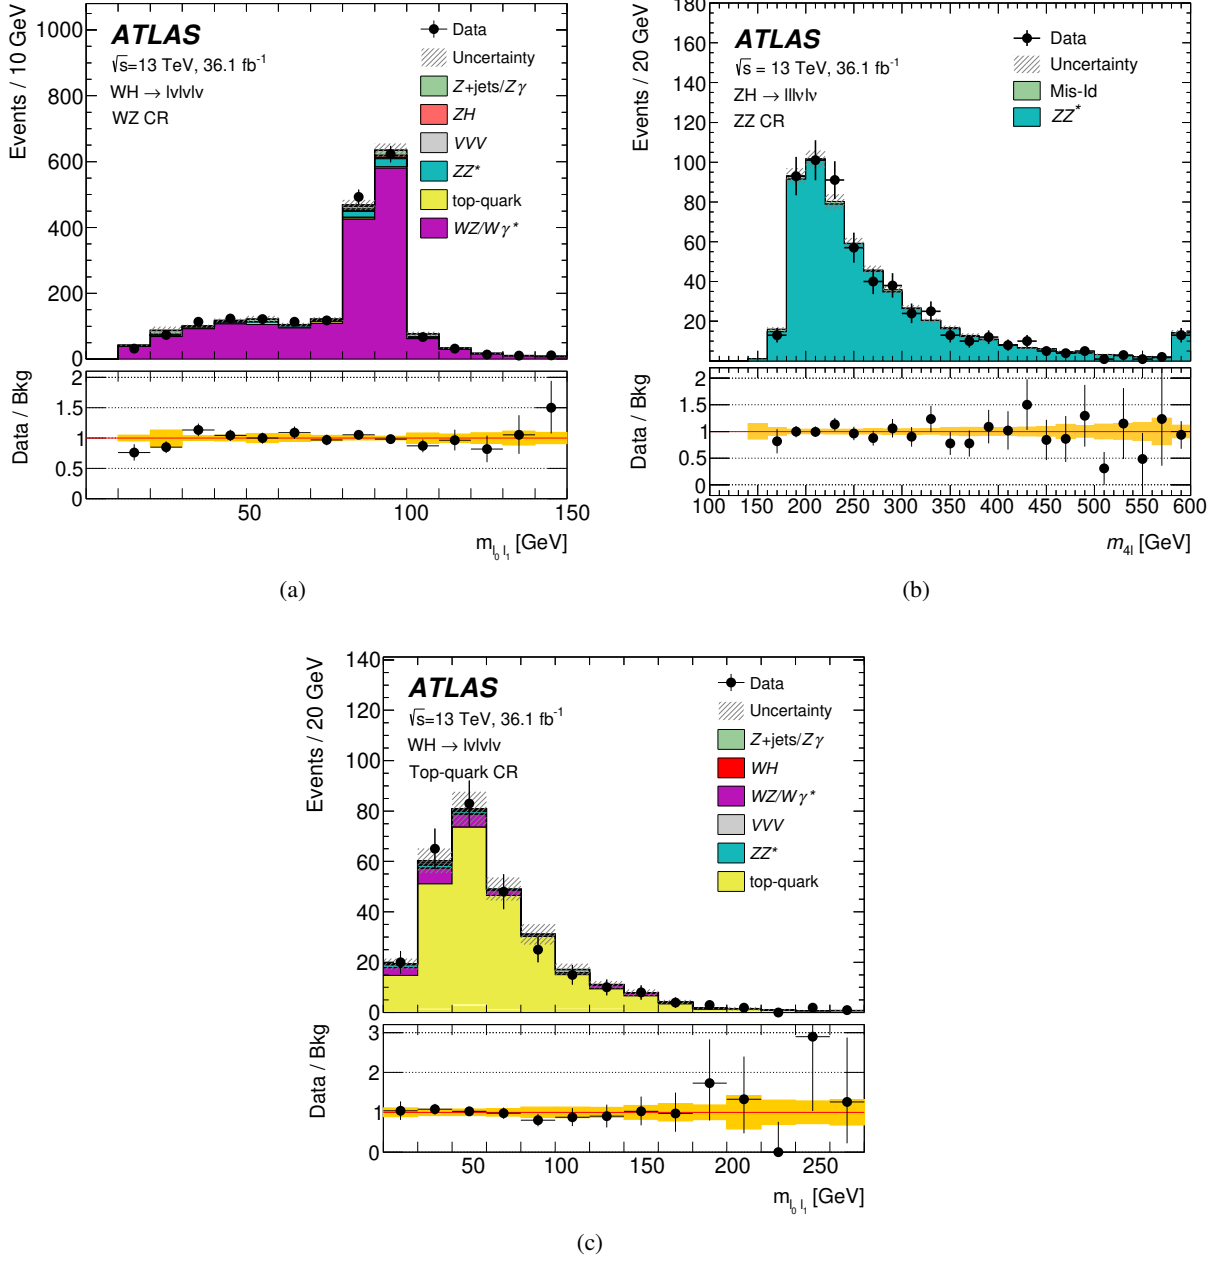 Events / 10 GeV
1000
800
600
400
200
0
ATLAS
√s=13 TeV, 36.1 fb⁻¹
WH → lνlνlν
WZ CR
Data
Uncertainty
Z+jets/Zγ
ZH
VVV
ZZ*
top-quark
WZ/Wγ*
Data / Bkg
2
1.5
1
0.5
0
50
100
150
m_{l₀ l₁} [GeV]
(a)
Events / 20 GeV
180
160
140
120
100
80
60
40
20
ATLAS
√s = 13 TeV, 36.1 fb⁻¹
ZH → lllνlν
ZZ CR
Data
Uncertainty
Mis-Id
ZZ*
Data / Bkg
2
1.5
1
0.5
0
100 150 200 250 300 350 400 450 500 550 600
m_{4l} [GeV]
(b)
Events / 20 GeV
140
120
100
80
60
40
20
0
ATLAS
√s=13 TeV, 36.1 fb⁻¹
WH → lνlνlν
Top-quark CR
Data
Uncertainty
Z+jets/Zγ
WH
WZ/Wγ*
VVV
ZZ*
top-quark
Data / Bkg
3
2
1
0
50 100 150 200 250
m_{l₀ l₁} [GeV]
(c)